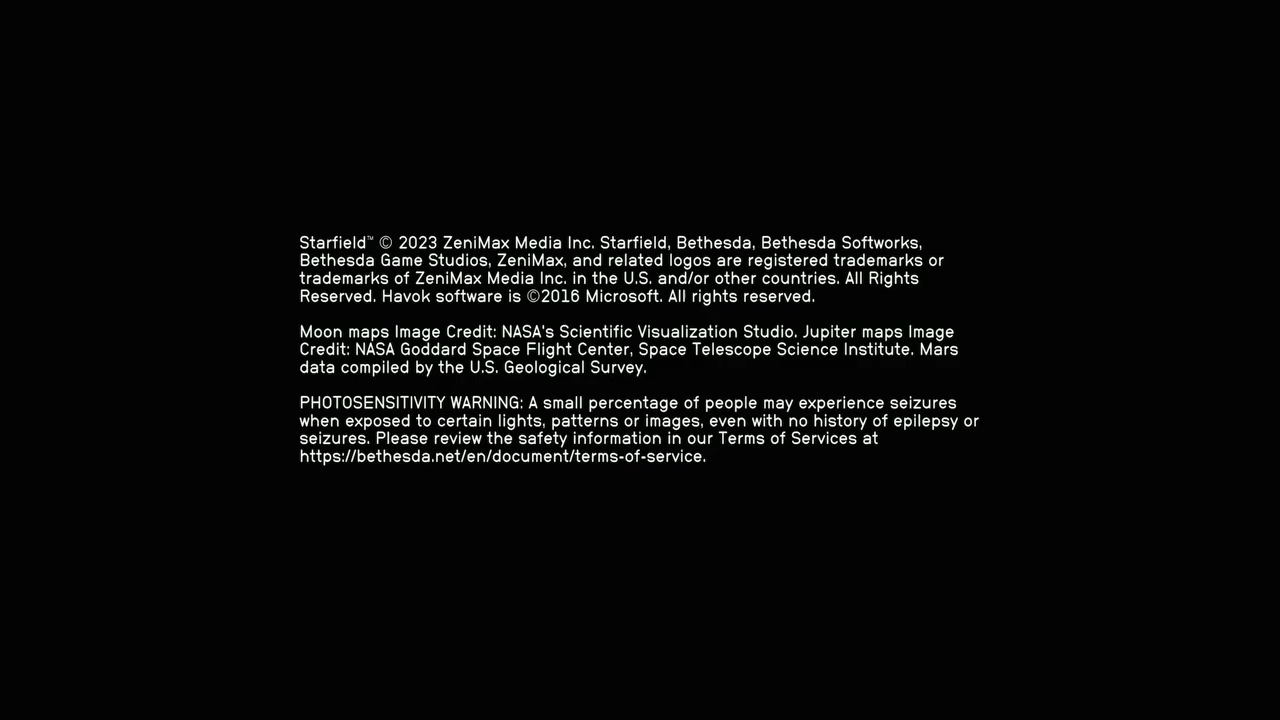 Starfield™ © 2023 ZeniMax Media Inc. Starfield, Bethesda, Bethesda Softworks,
Bethesda Game Studios, ZeniMax, and related logos are registered trademarks or
trademarks of ZeniMax Media Inc. in the U.S. and/or other countries. All Rights
Reserved. Havok software is ©2016 Microsoft. All rights reserved.
Moon maps Image Credit: NASA's Scientific Visualization Studio. Jupiter maps Image
Credit: NASA Goddard Space Flight Center, Space Telescope Science Institute. Mars
data compiled by the U.S. Geological Survey.
PHOTOSENSITIVITY WARNING: A small percentage of people may experience seizures
when exposed to certain lights, patterns or images, even with no history of epilepsy or
seizures. Please review the safety information in our Terms of Services at
https://bethesda.net/en/document/terms-of-service.